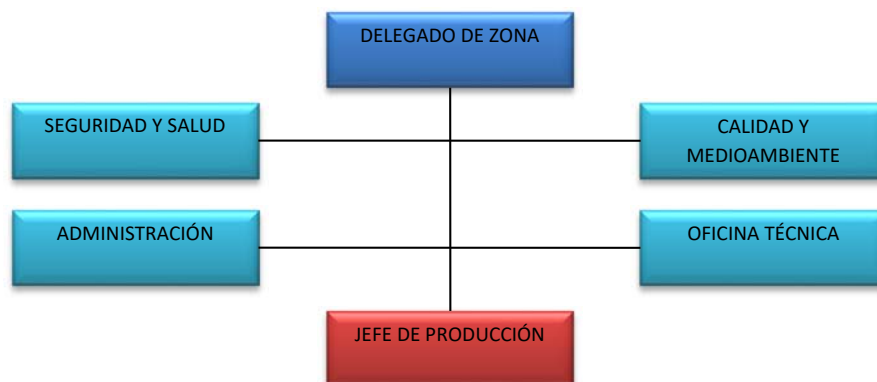 DELEGADO DE ZONA
SEGURIDAD Y SALUD
CALIDAD Y
MEDIOAMBIENTE
ADMINISTRACIÓN
OFICINA TÉCNICA
JEFE DE PRODUCCIÓN